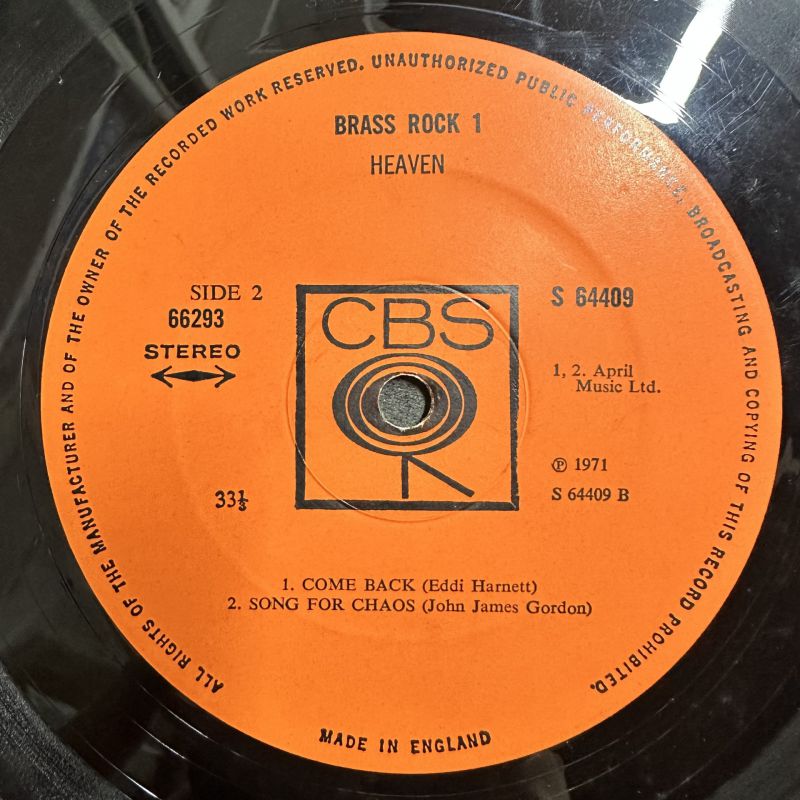 ALL RIGHTS OF THE MANUFACTURER AND OF THE OWNER OF THE RECORDED WORK RESERVED. UNAUTHORIZED PUBLIC PERFORMANCE, BROADCASTING AND COPYING OF THIS RECORD PROHIBITED.
BRASS ROCK 1
HEAVEN
SIDE 2
66293
STEREO
CBS
S 64409
1, 2. April
Music Ltd.
℗ 1971
S 64409 B
33⅓
1. COME BACK (Eddi Harnett)
2. SONG FOR CHAOS (John James Gordon)
MADE IN ENGLAND